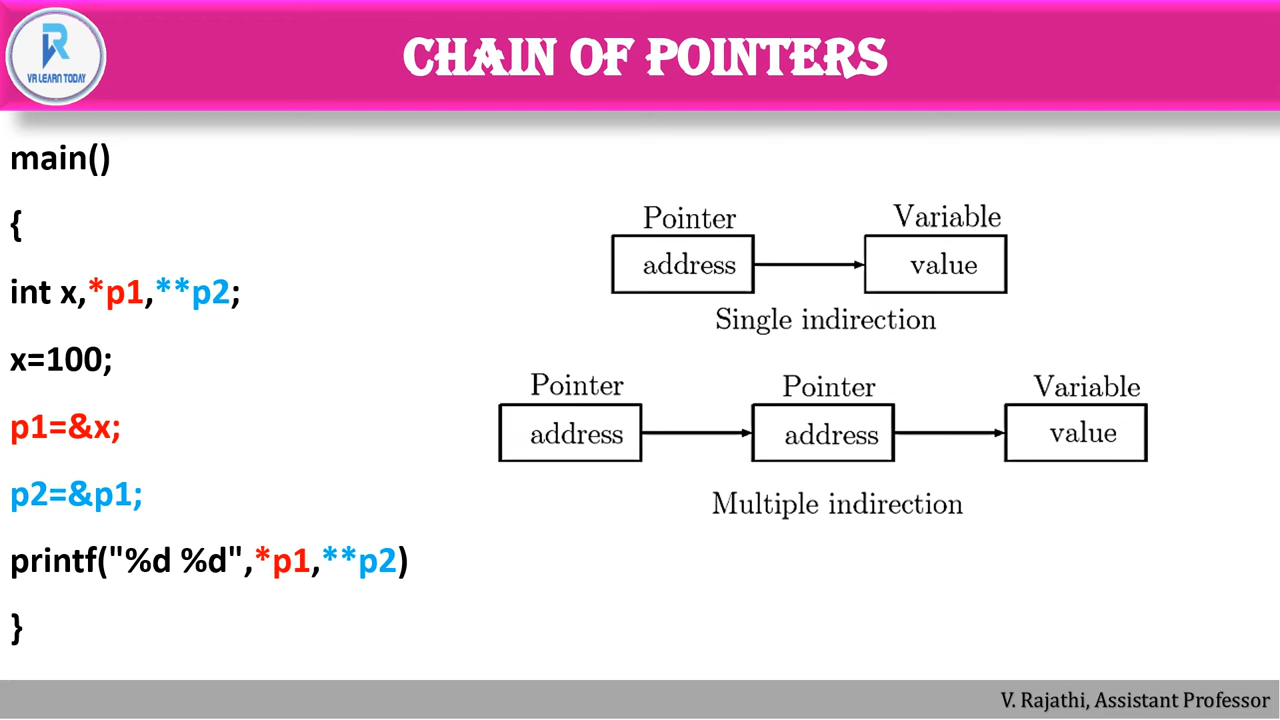 VR LEARN TODAY
CHAIN OF POINTERS
main()
{
int x,*p1,**p2;
x=100;
p1=&x;
p2=&p1;
printf("%d %d",*p1,**p2)
}
Pointer Variable
address value
Single indirection
Pointer Pointer Variable
address address value
Multiple indirection
V. Rajathi, Assistant Professor